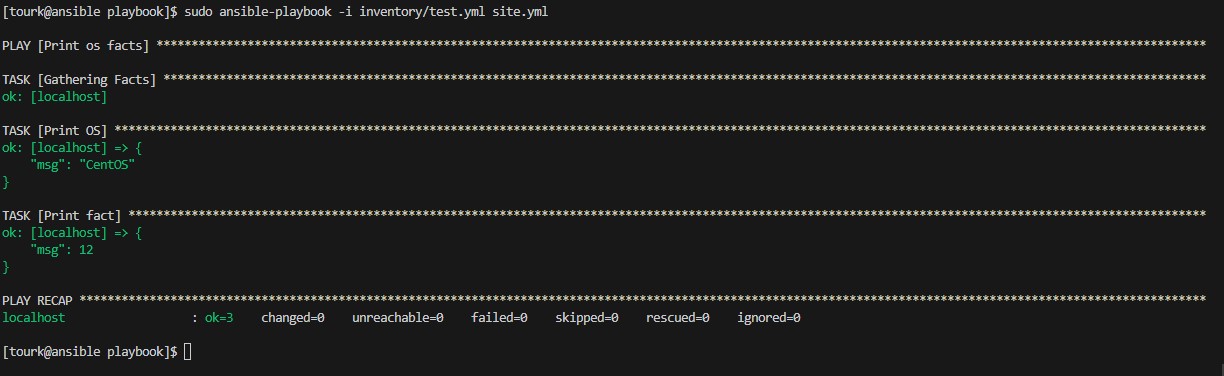 [tourk@ansible playbook]$ sudo ansible-playbook -i inventory/test.yml site.yml
PLAY [Print os facts] ******************************************************************************************************************************************************
TASK [Gathering Facts] *****************************************************************************************************************************************************
ok: [localhost]
TASK [Print OS] ************************************************************************************************************************************************************
ok: [localhost] => {
    "msg": "CentOS"
}
TASK [Print fact] **********************************************************************************************************************************************************
ok: [localhost] => {
    "msg": 12
}
PLAY RECAP *****************************************************************************************************************************************************************
localhost                  : ok=3    changed=0    unreachable=0    failed=0    skipped=0    rescued=0    ignored=0
[tourk@ansible playbook]$